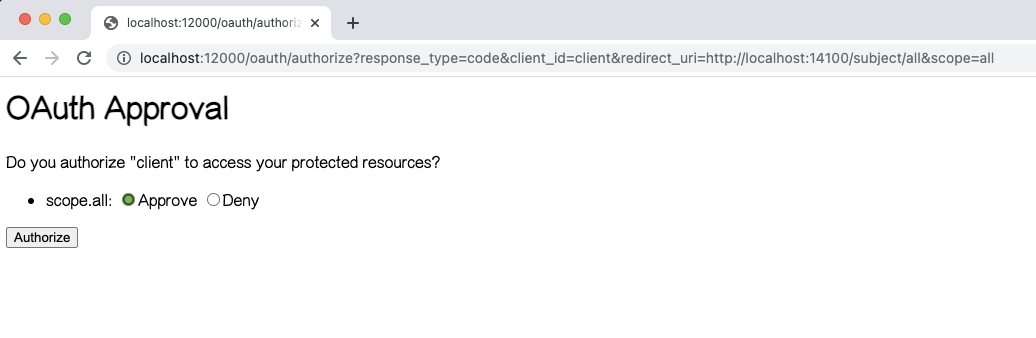 localhost:12000/oauth/authoriz
localhost:12000/oauth/authorize?response_type=code&client_id=client&redirect_uri=http://localhost:14100/subject/all&scope=all
OAuth Approval
Do you authorize "client" to access your protected resources?
• scope.all: Approve Deny
Authorize